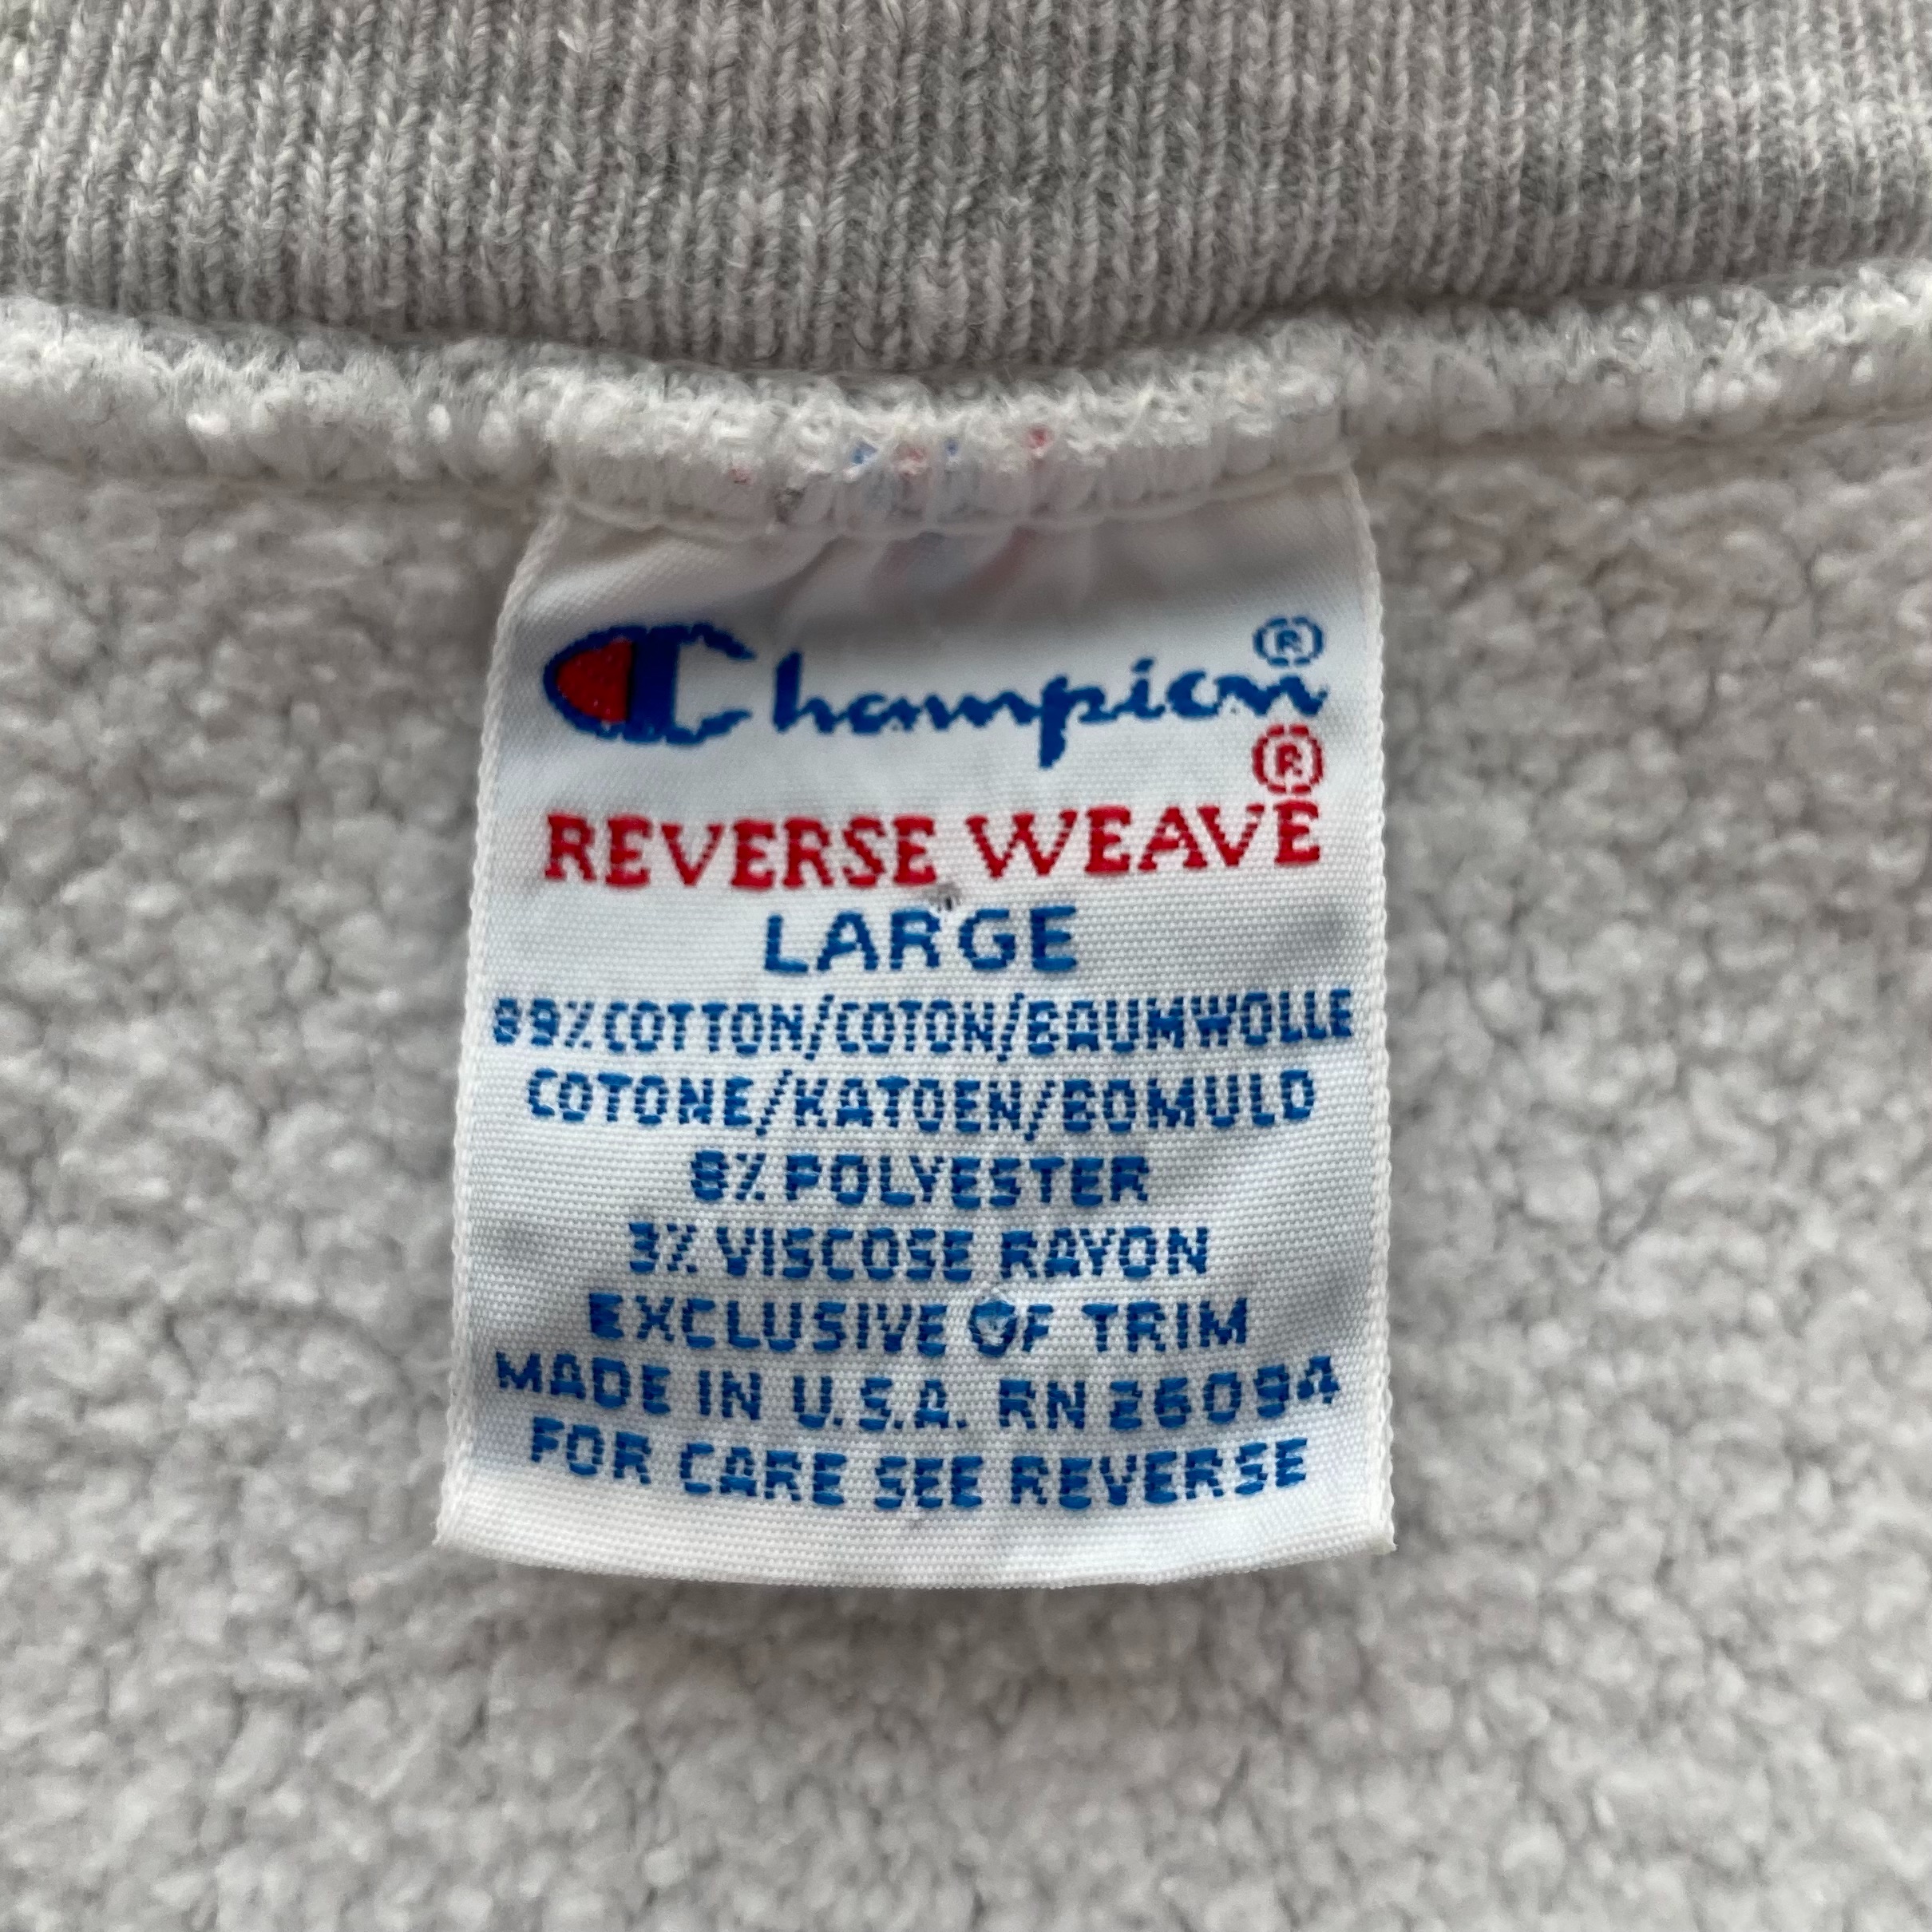 Champion®
®
REVERSE WEAVE
LARGE
89% COTTON/COTON/BAUMWOLLE
COTONE/KATOEN/BOMULD
8% POLYESTER
3% VISCOSE RAYON
EXCLUSIVE OF TRIM
MADE IN U.S.A. RN 26094
FOR CARE SEE REVERSE